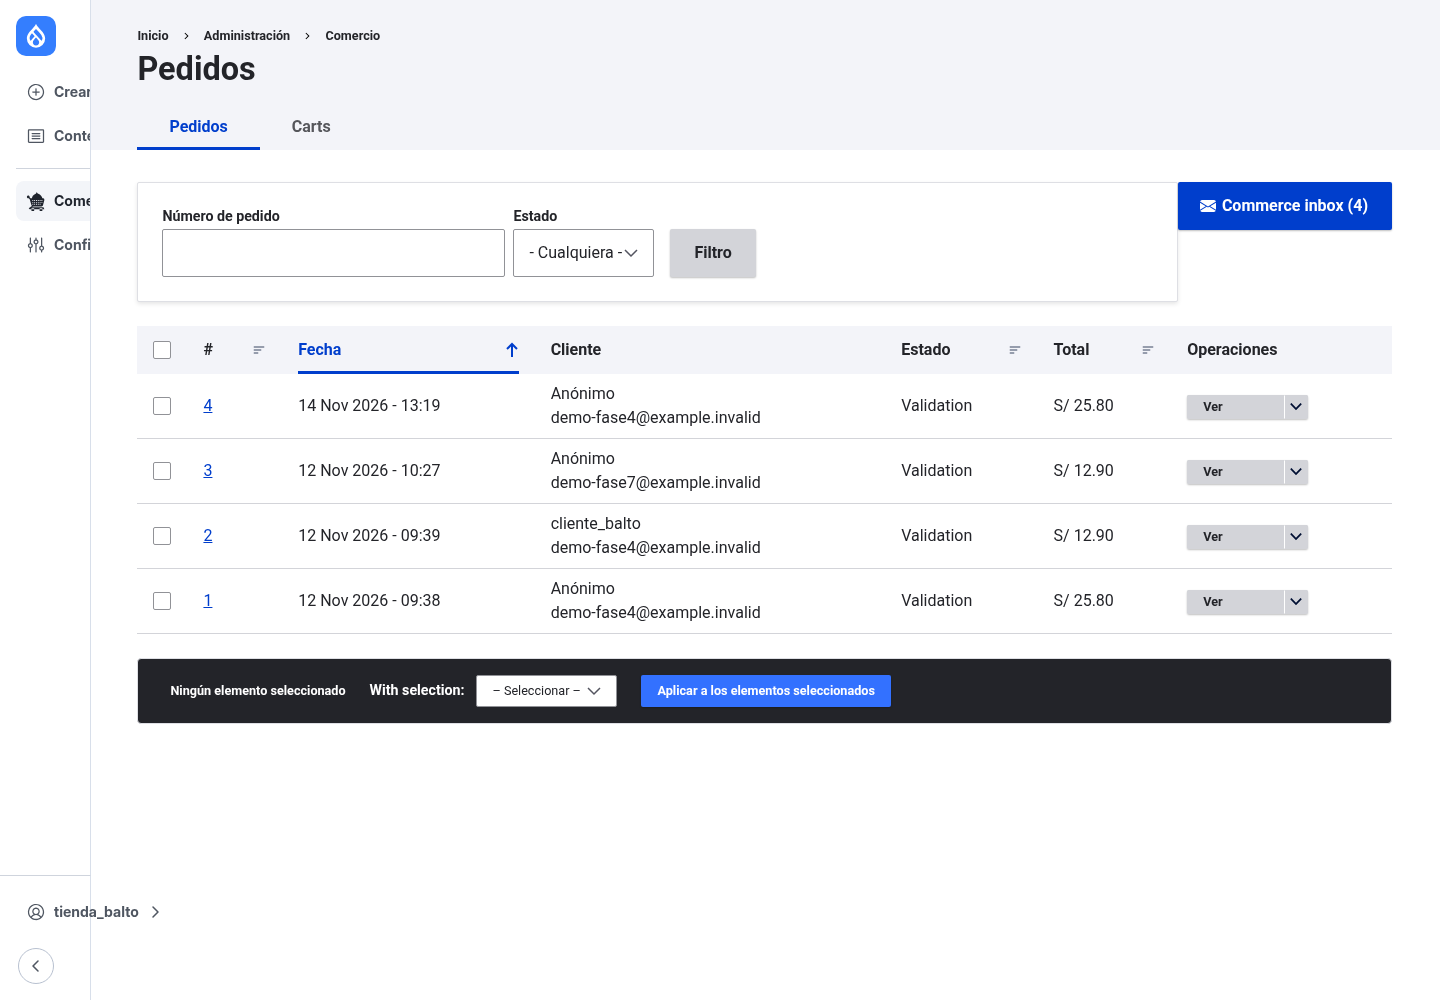 Inicio > Administración > Comercio
Pedidos
Pedidos Carts
Crear
Conte
Come
Confi
Número de pedido
Estado
- Cualquiera -
Filtro
Commerce inbox (4)
# Fecha Cliente Estado Total Operaciones
4 14 Nov 2026 - 13:19 Anónimo
demo-fase4@example.invalid Validation S/ 25.80 Ver
3 12 Nov 2026 - 10:27 Anónimo
demo-fase7@example.invalid Validation S/ 12.90 Ver
2 12 Nov 2026 - 09:39 cliente_balto
demo-fase4@example.invalid Validation S/ 12.90 Ver
1 12 Nov 2026 - 09:38 Anónimo
demo-fase4@example.invalid Validation S/ 25.80 Ver
Ningún elemento seleccionado With selection: – Seleccionar – Aplicar a los elementos seleccionados
tienda_balto